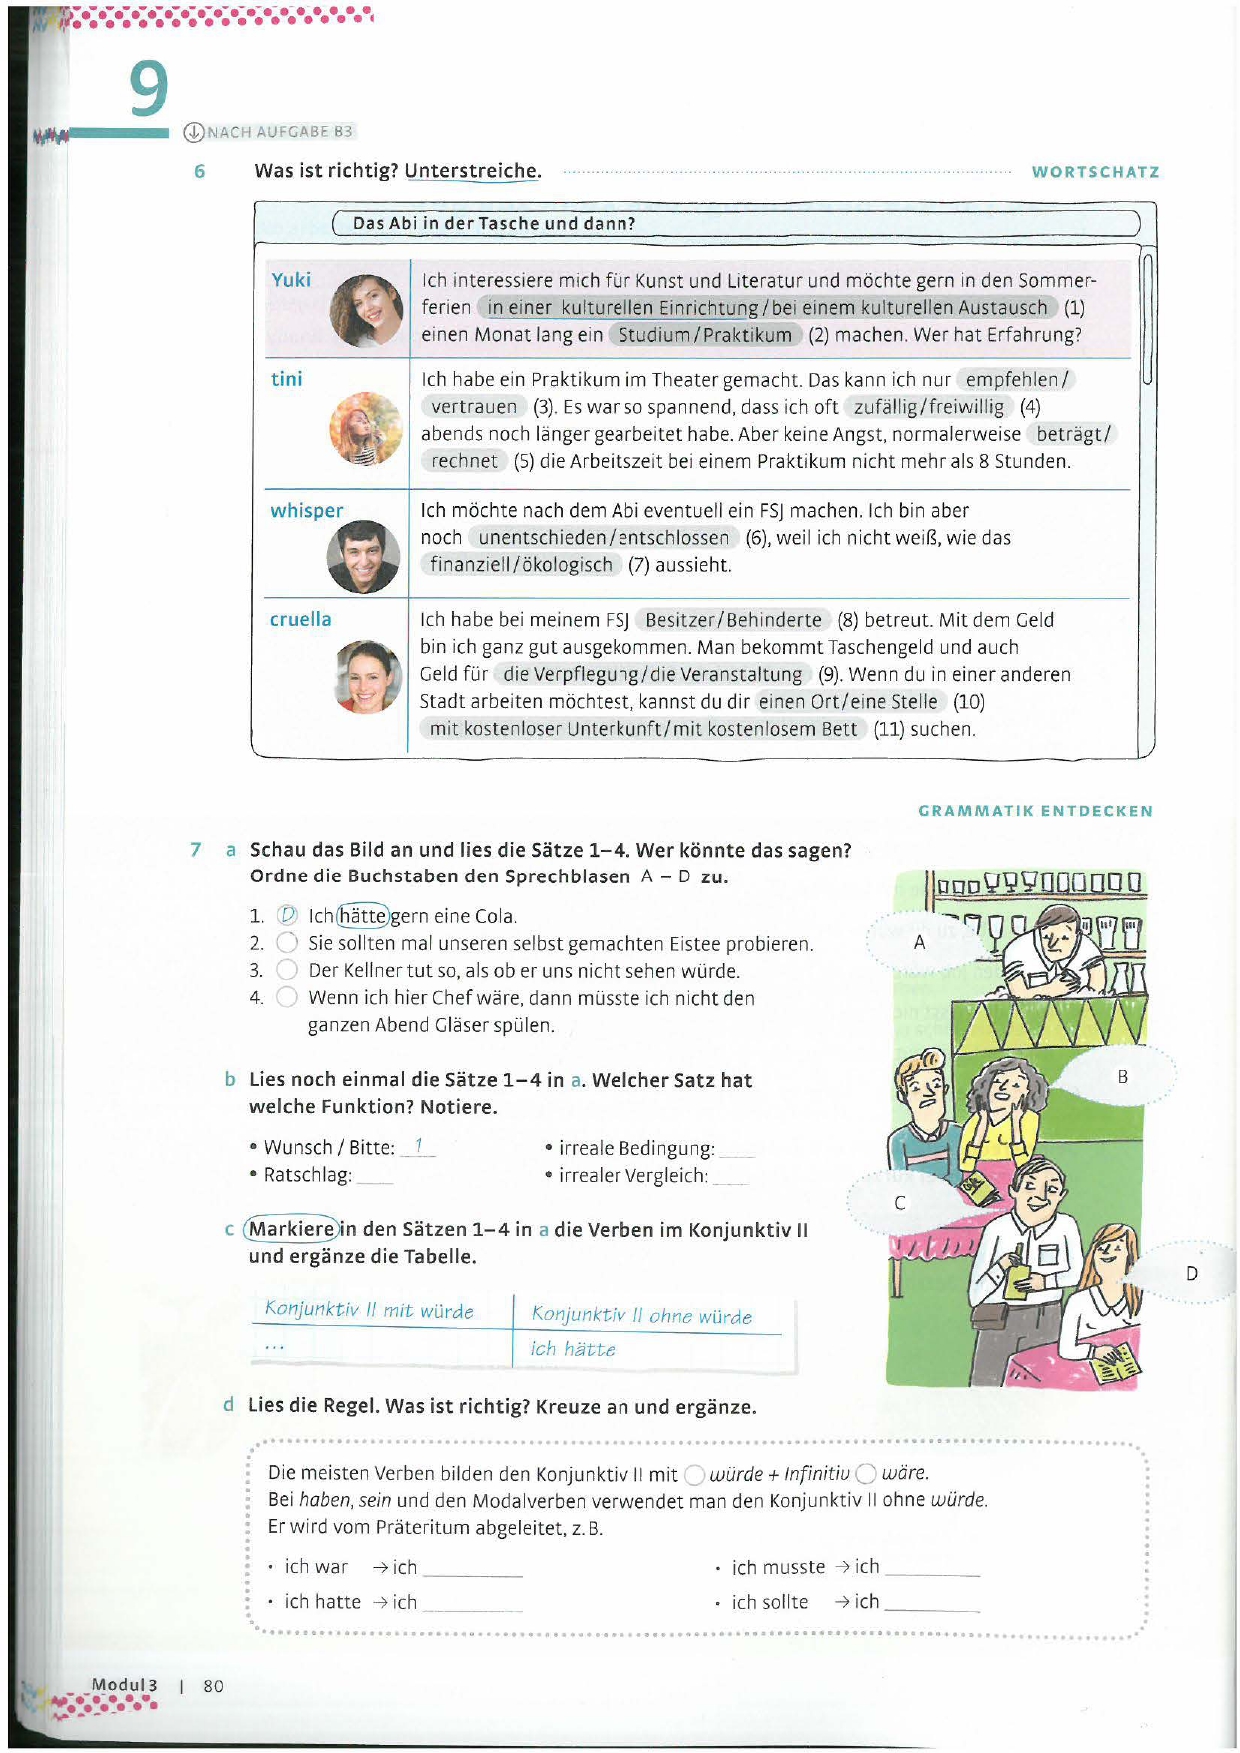 9
NACH AUFGABE B3
6 Was ist richtig? Unterstreiche. WORTSCHATZ
Das Abi in der Tasche und dann?
Yuki
Ich interessiere mich für Kunst und Literatur und möchte gern in den Sommer-
ferien in einer kulturellen Einrichtung / bei einem kulturellen Austausch (1)
einen Monat lang ein Studium / Praktikum (2) machen. Wer hat Erfahrung?
tini
Ich habe ein Praktikum im Theater gemacht. Das kann ich nur empfehlen /
vertrauen (3). Es war so spannend, dass ich oft zufällig / freiwillig (4)
abends noch länger gearbeitet habe. Aber keine Angst, normalerweise beträgt /
rechnet (5) die Arbeitszeit bei einem Praktikum nicht mehr als 8 Stunden.
whisper
Ich möchte nach dem Abi eventuell ein FSJ machen. Ich bin aber
noch unentschieden / entschlossen (6), weil ich nicht weiß, wie das
finanziell / ökologisch (7) aussieht.
cruella
Ich habe bei meinem FSJ Besitzer / Behinderte (8) betreut. Mit dem Geld
bin ich ganz gut ausgekommen. Man bekommt Taschengeld und auch
Geld für die Verpflegung / die Veranstaltung (9). Wenn du in einer anderen
Stadt arbeiten möchtest, kannst du dir einen Ort / eine Stelle (10)
mit kostenloser Unterkunft / mit kostenlosem Bett (11) suchen.
GRAMMATIK ENTDECKEN
7 a Schau das Bild an und lies die Sätze 1–4. Wer könnte das sagen?
Ordne die Buchstaben den Sprechblasen A – D zu.
1. D Ich hätte gern eine Cola.
2. Sie sollten mal unseren selbst gemachten Eistee probieren.
3. Der Kellner tut so, als ob er uns nicht sehen würde.
4. Wenn ich hier Chef wäre, dann müsste ich nicht den
ganzen Abend Gläser spülen.
A
B
C
D
b Lies noch einmal die Sätze 1–4 in a. Welcher Satz hat
welche Funktion? Notiere.
• Wunsch / Bitte: 1 • irreale Bedingung: ___
• Ratschlag: ___ • irrealer Vergleich: ___
c Markiere in den Sätzen 1–4 in a die Verben im Konjunktiv II
und ergänze die Tabelle.
Konjunktiv II mit würde Konjunktiv II ohne würde
... ich hätte
d Lies die Regel. Was ist richtig? Kreuze an und ergänze.
Die meisten Verben bilden den Konjunktiv II mit würde + Infinitiv wäre.
Bei haben, sein und den Modalverben verwendet man den Konjunktiv II ohne würde.
Er wird vom Präteritum abgeleitet, z. B.
• ich war → ich ________ • ich musste → ich ________
• ich hatte → ich ________ • ich sollte → ich ________
Modul 3 | 80